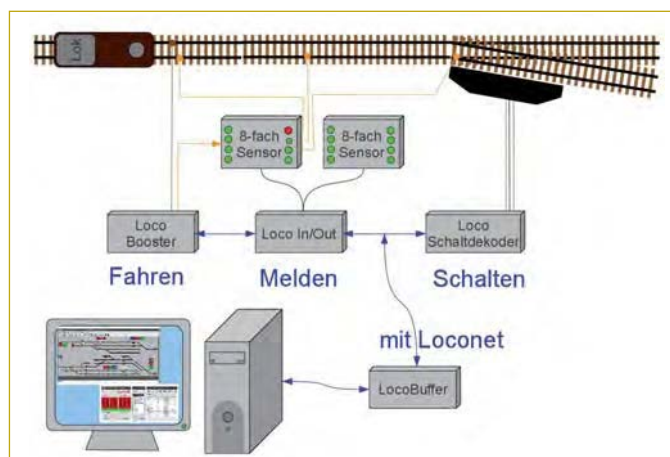 Lok
8-fach
Sensor
8-fach
Sensor
Loco
Booster
Loco In/Out
Loco
Schaltdekoder
Fahren
Melden
Schalten
mit Loconet
LocoBuffer